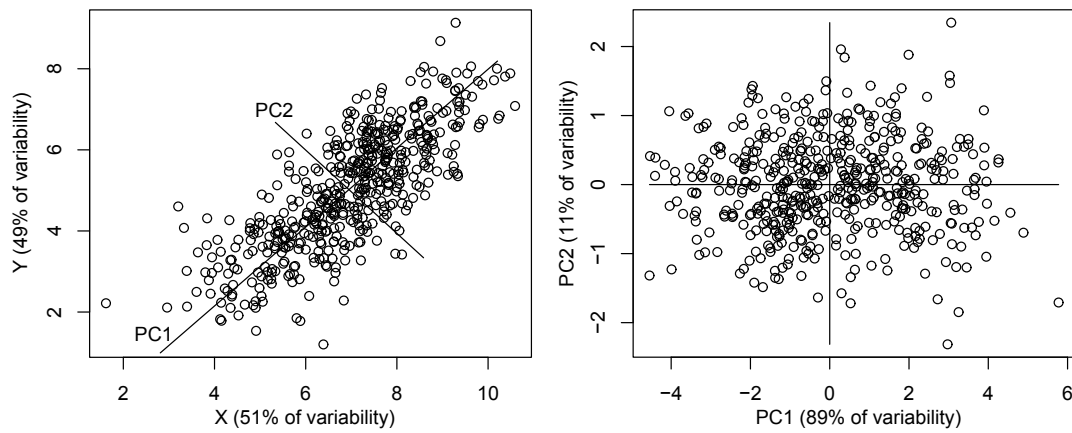 8
6
4
2
Y (49% of variability)
PC2
PC1
2 4 6 8 10
X (51% of variability)
2
1
0
−1
−2
PC2 (11% of variability)
−4 −2 0 2 4 6
PC1 (89% of variability)